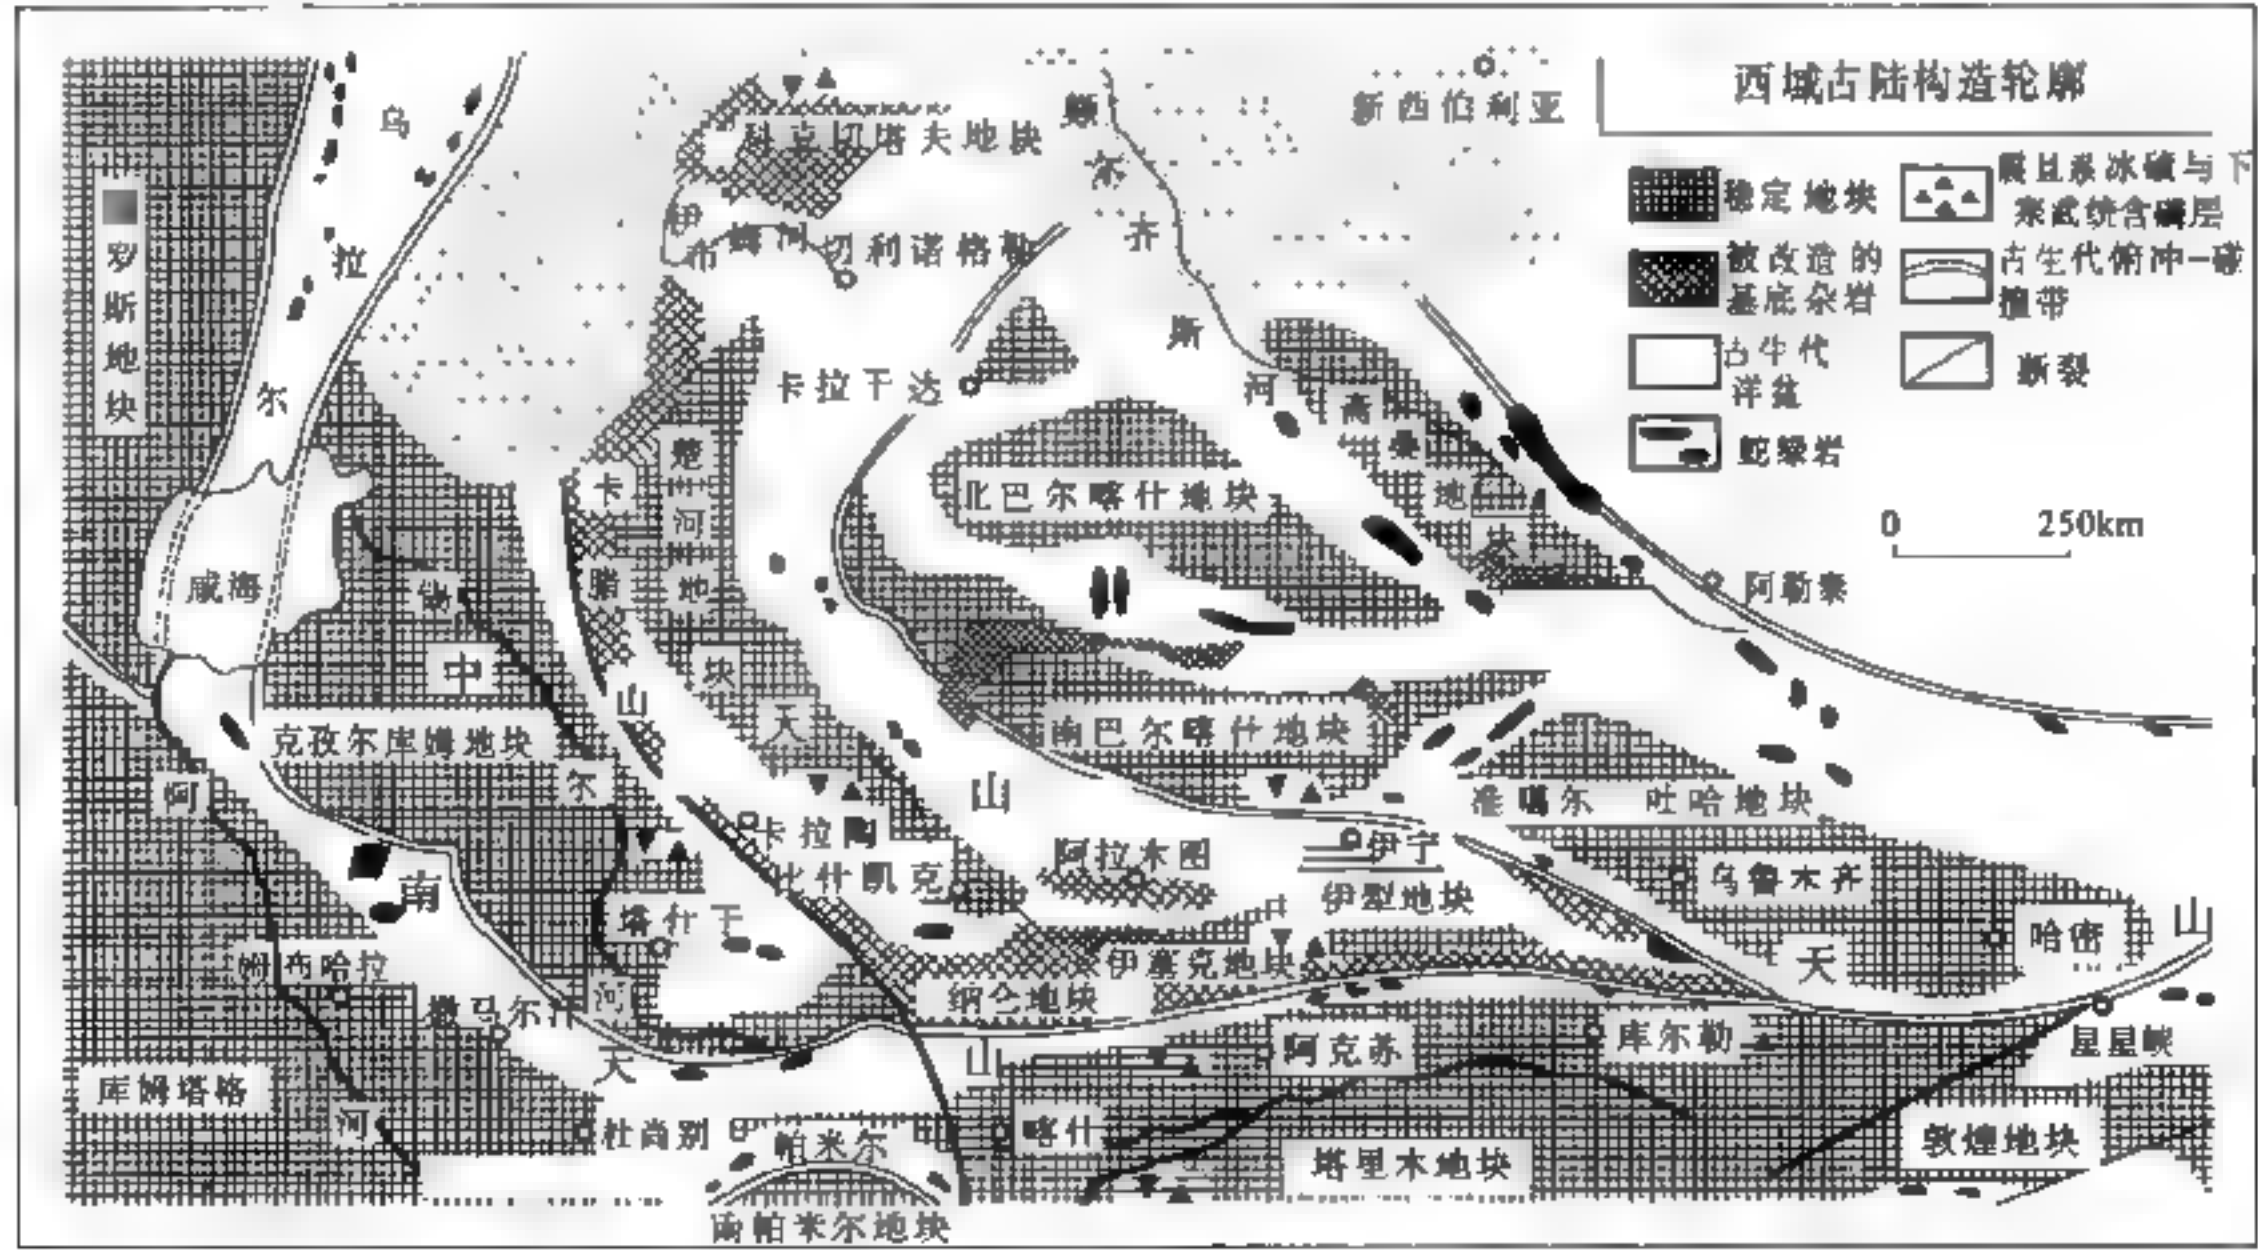 西域古陆构造轮廓
稳定地块
被改造的
基底杂岩
古生代
洋盆
蛇绿岩
震旦系冰碛与下
寒武统含磷层
古生代俯冲-碰
撞带
断裂
0 250km
新西伯利亚
科克切塔夫地块
额尔齐斯河
伊
乌拉尔
俄罗斯地块
切利诺格勒
卡拉干达
斋桑地块
楚河地块
北巴尔喀什地块
咸海
阿勒泰
中
克孜尔库姆地块
锡尔河
南巴尔喀什地块
天山
准噶尔 吐哈地块
阿
卡拉陶
比什凯克
阿拉木图
伊宁
伊犁地块
乌鲁木齐
哈密
南
塔什干
布哈拉
撒马尔罕
伊塞克地块
纳仑地块
天山
天山
阿克苏
库尔勒
星星峡
库姆塔格
河
杜尚别
帕米尔
喀什
塔里木地块
敦煌地块
南帕米尔地块